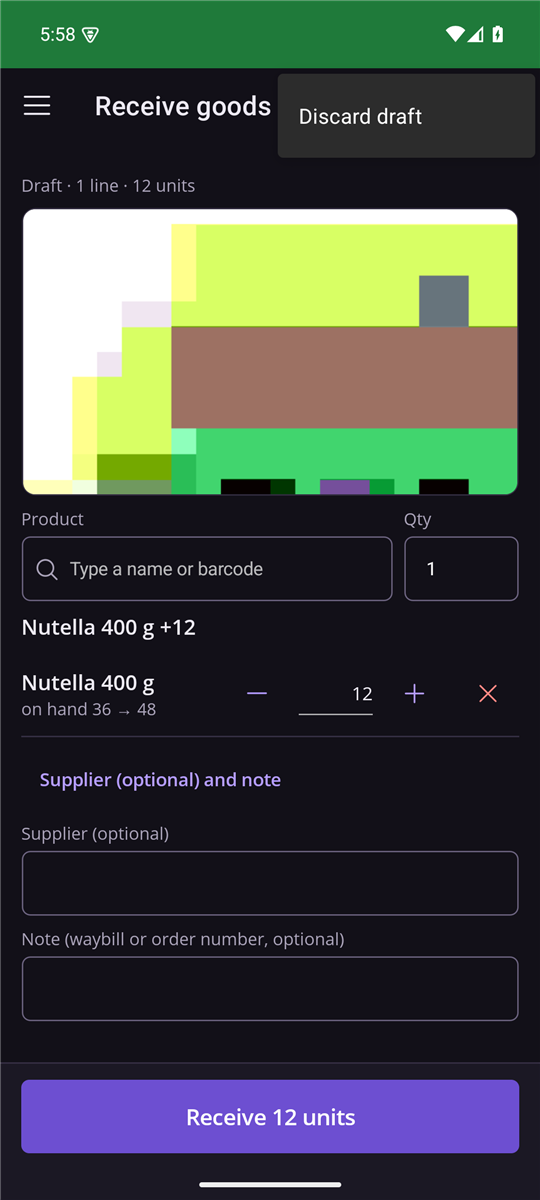 5:58
Receive goods
Discard draft
Draft · 1 line · 12 units
Product
Qty
Type a name or barcode
1
Nutella 400 g +12
Nutella 400 g
12
on hand 36 → 48
Supplier (optional) and note
Supplier (optional)
Note (waybill or order number, optional)
Receive 12 units